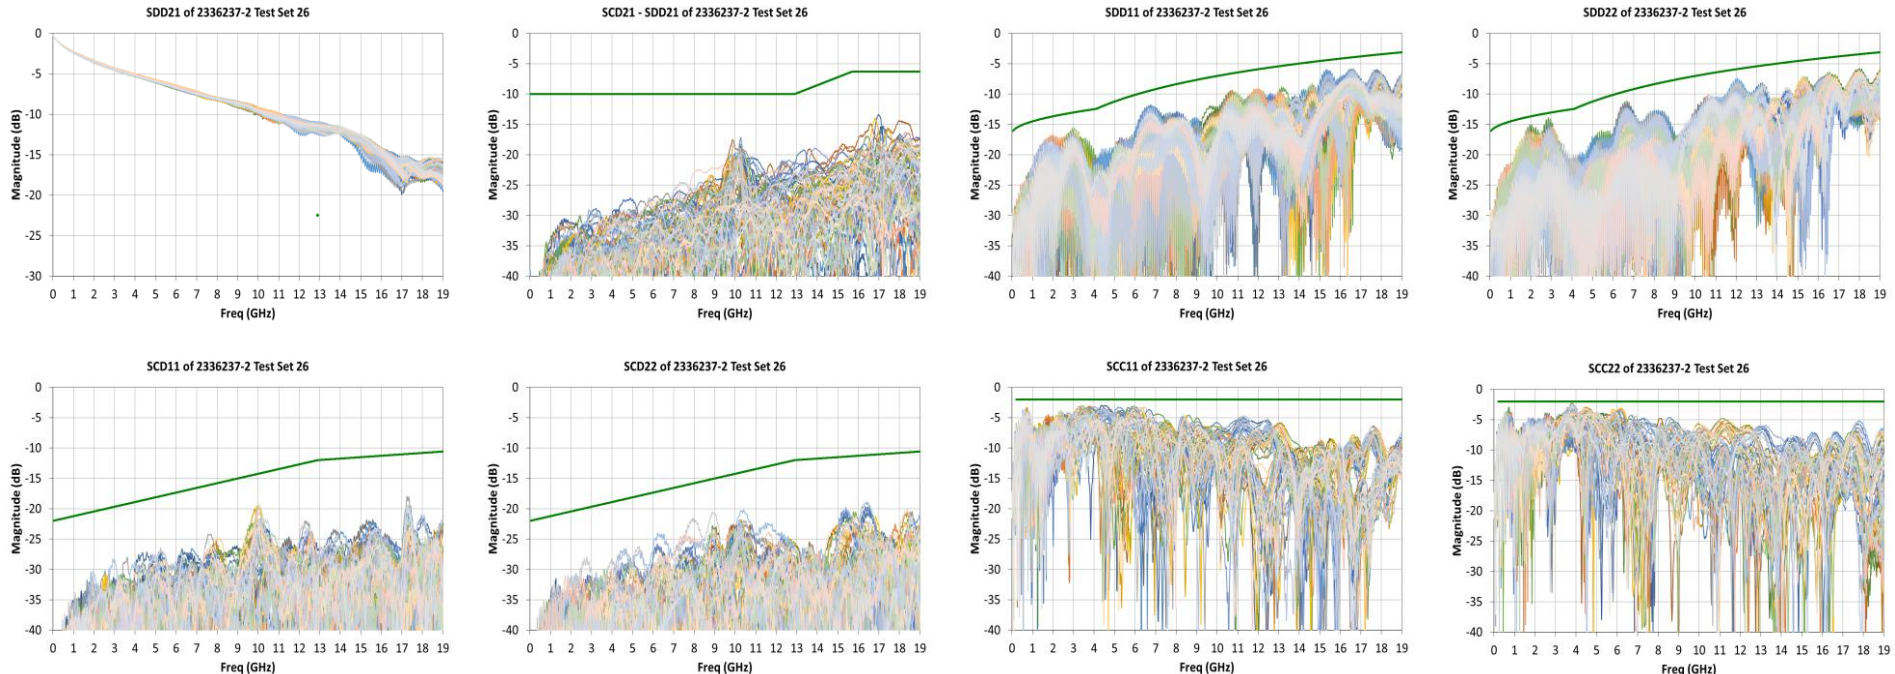 SDD21 of 2336237-2 Test Set 26
0
-5
-10
-15
-20
-25
-30
Magnitude (dB)
0 1 2 3 4 5 6 7 8 9 10 11 12 13 14 15 16 17 18 19
Freq (GHz)
SCD21 - SDD21 of 2336237-2 Test Set 26
0
-5
-10
-15
-20
-25
-30
-35
-40
Magnitude (dB)
0 1 2 3 4 5 6 7 8 9 10 11 12 13 14 15 16 17 18 19
Freq (GHz)
SDD11 of 2336237-2 Test Set 26
0
-5
-10
-15
-20
-25
-30
-35
-40
Magnitude (dB)
0 1 2 3 4 5 6 7 8 9 10 11 12 13 14 15 16 17 18 19
Freq (GHz)
SDD22 of 2336237-2 Test Set 26
0
-5
-10
-15
-20
-25
-30
-35
-40
Magnitude (dB)
0 1 2 3 4 5 6 7 8 9 10 11 12 13 14 15 16 17 18 19
Freq (GHz)
SCD11 of 2336237-2 Test Set 26
0
-5
-10
-15
-20
-25
-30
-35
-40
Magnitude (dB)
0 1 2 3 4 5 6 7 8 9 10 11 12 13 14 15 16 17 18 19
Freq (GHz)
SCD22 of 2336237-2 Test Set 26
0
-5
-10
-15
-20
-25
-30
-35
-40
Magnitude (dB)
0 1 2 3 4 5 6 7 8 9 10 11 12 13 14 15 16 17 18 19
Freq (GHz)
SCC11 of 2336237-2 Test Set 26
0
-5
-10
-15
-20
-25
-30
-35
-40
Magnitude (dB)
0 1 2 3 4 5 6 7 8 9 10 11 12 13 14 15 16 17 18 19
Freq (GHz)
SCC22 of 2336237-2 Test Set 26
0
-5
-10
-15
-20
-25
-30
-35
-40
Magnitude (dB)
0 1 2 3 4 5 6 7 8 9 10 11 12 13 14 15 16 17 18 19
Freq (GHz)